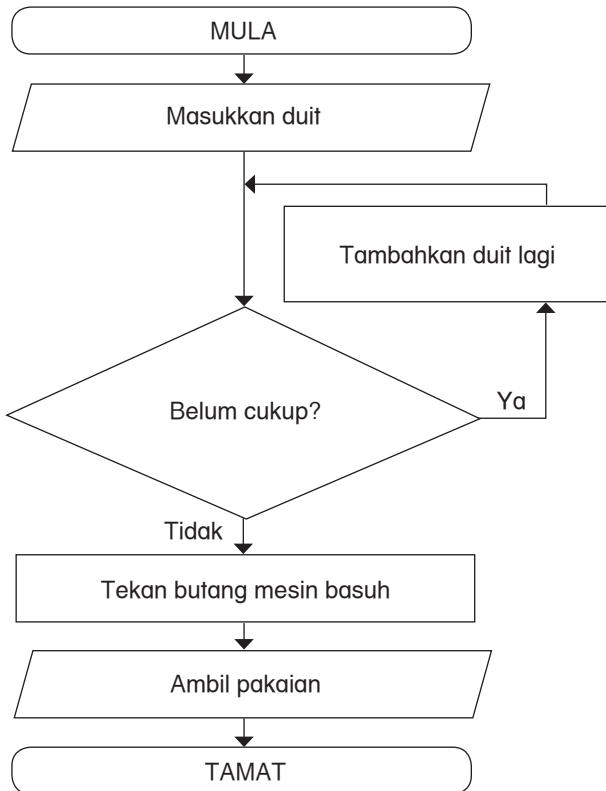 MULA
Masukkan duit
Tambahkan duit lagi
Belum cukup?
Ya
Tidak
Tekan butang mesin basuh
Ambil pakaian
TAMAT